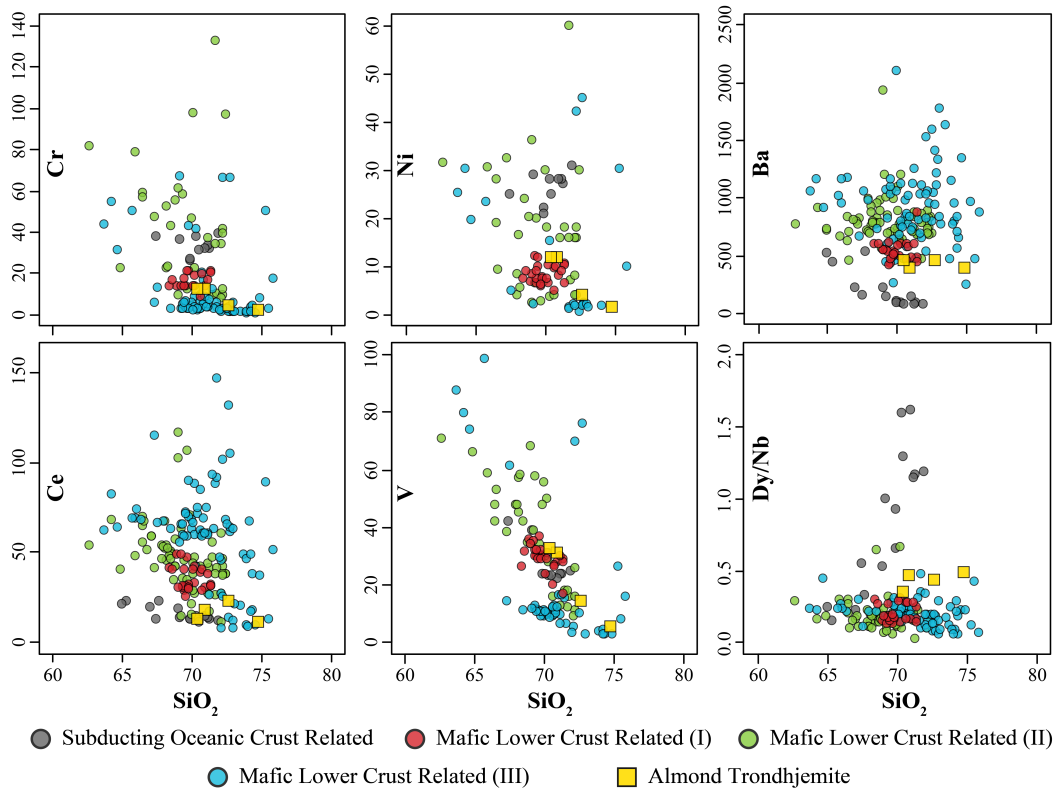 140
120
100
80
60
40
20
0
Cr
60
50
40
30
20
10
0
Ni
2500
2000
1500
1000
500
0
Ba
150
100
50
0
Ce
60 65 70 75 80
SiO2
100
80
60
40
20
0
V
60 65 70 75 80
SiO2
2.0
1.5
1.0
0.5
0.0
Dy/Nb
60 65 70 75 80
SiO2
Subducting Oceanic Crust Related Mafic Lower Crust Related (I) Mafic Lower Crust Related (II)
Mafic Lower Crust Related (III) Almond Trondhjemite